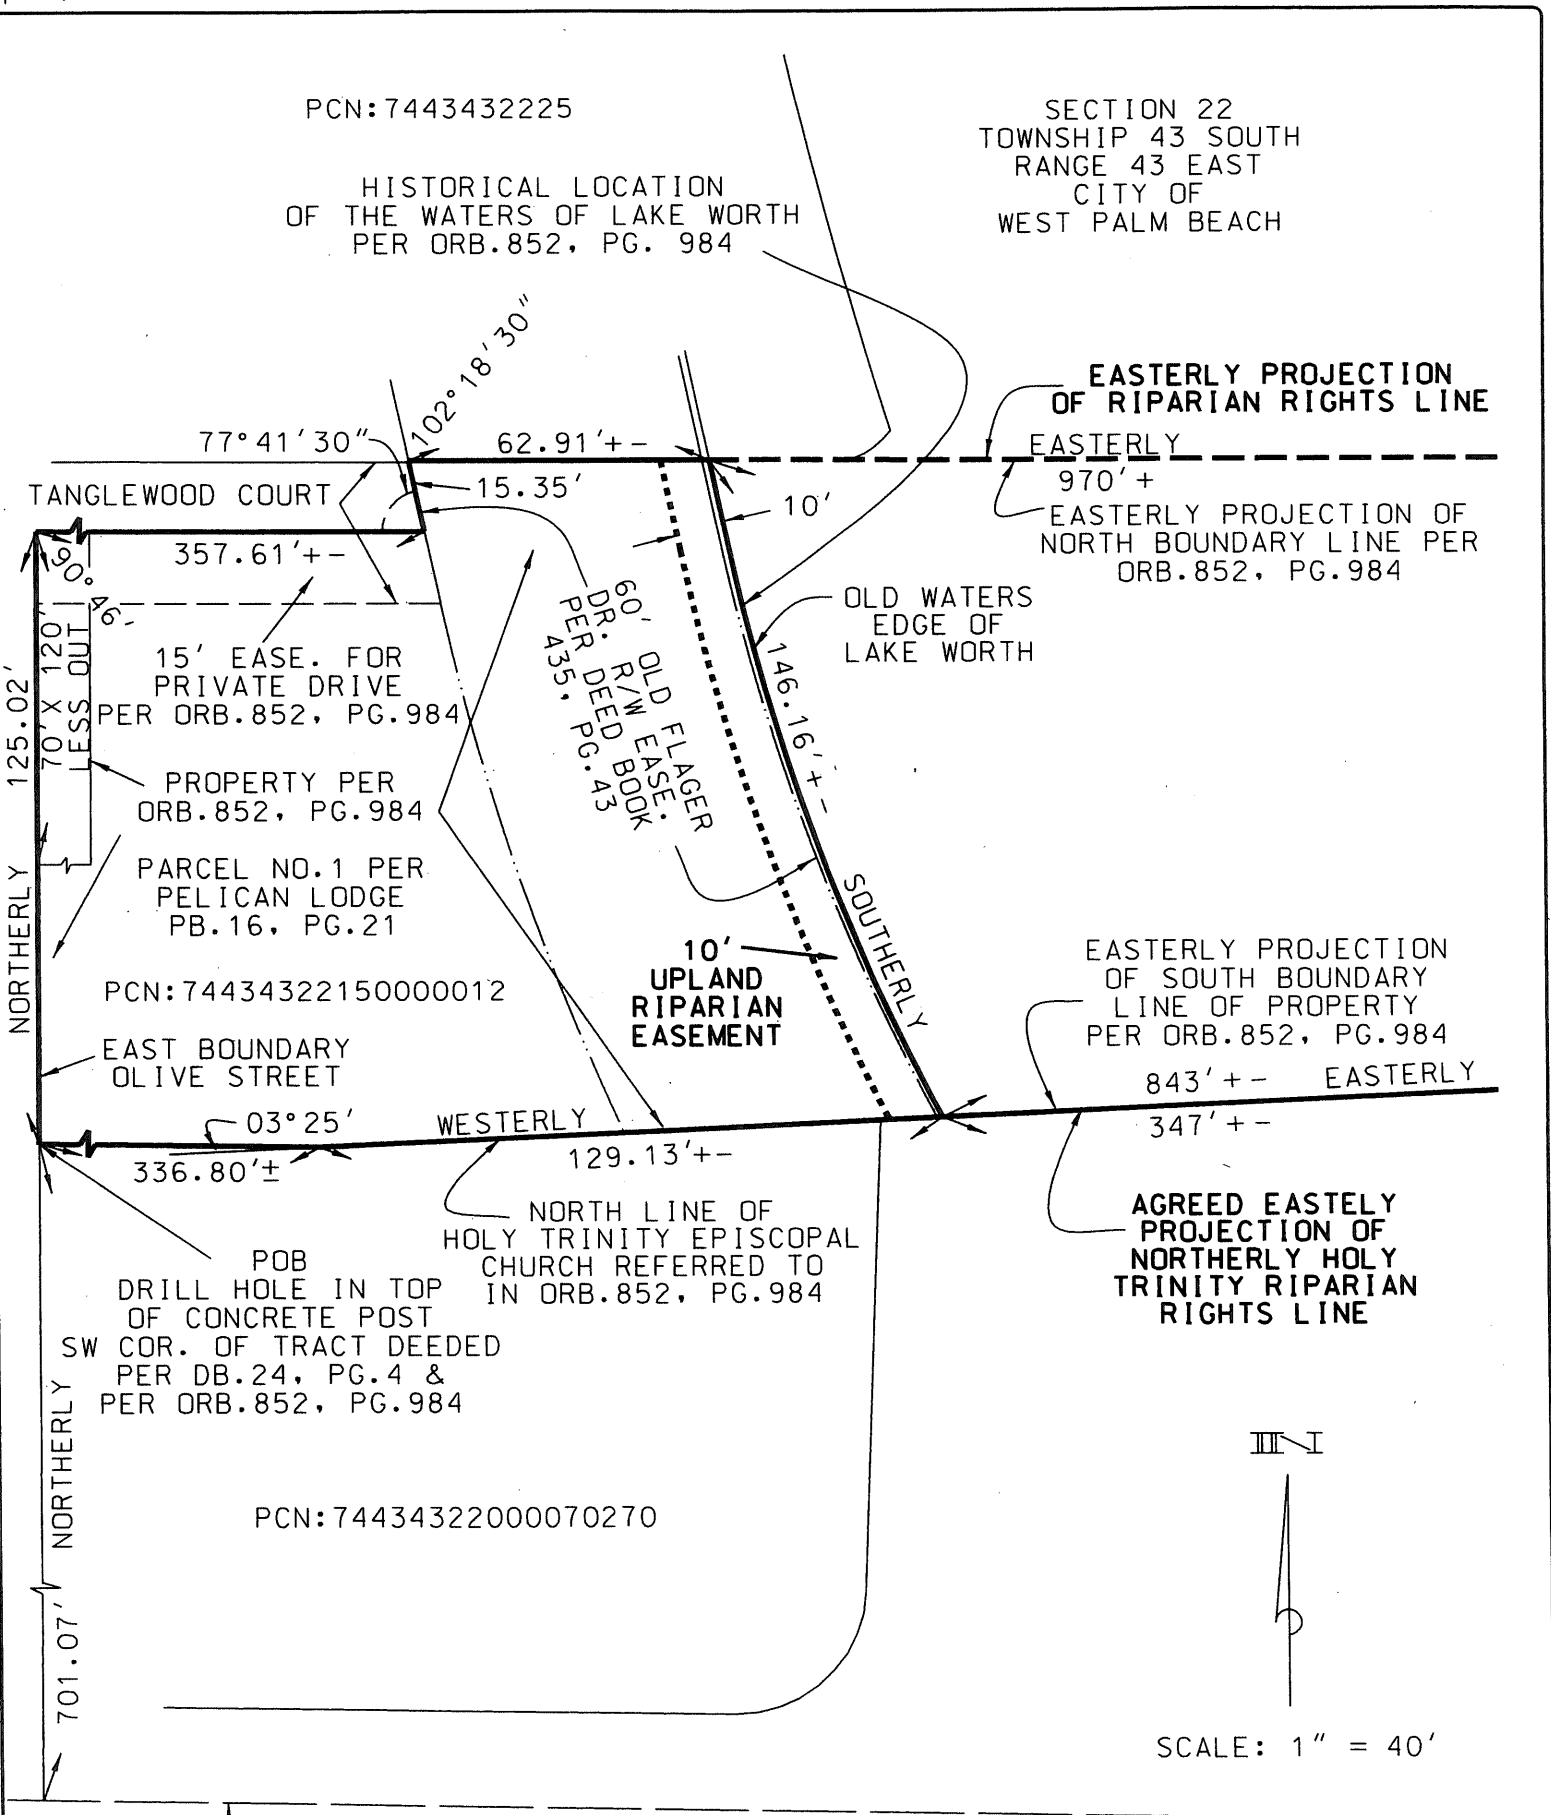 PCN:7443432225
SECTION 22
TOWNSHIP 43 SOUTH
RANGE 43 EAST
CITY OF
WEST PALM BEACH
HISTORICAL LOCATION
OF THE WATERS OF LAKE WORTH
PER ORB.852, PG. 984
102°18'30"
EASTERLY PROJECTION
OF RIPARIAN RIGHTS LINE
77°41'30"
62.91'+-
EASTERLY
970'+
TANGLEWOOD COURT
15.35'
10'
EASTERLY PROJECTION OF
NORTH BOUNDARY LINE PER
ORB.852, PG.984
357.61'+-
90°46'
OLD WATERS
EDGE OF
LAKE WORTH
60' OLD FLAGER
DR. R/W EASE.
PER DEED BOOK
435, PG.43
15' EASE. FOR
PRIVATE DRIVE
PER ORB.852, PG.984
70'X 120'
LESS OUT
125.02'
NORTHERLY
146.16'+-
SOUTHERLY
PROPERTY PER
ORB.852, PG.984
PARCEL NO.1 PER
PELICAN LODGE
PB.16, PG.21
10'
UPLAND
RIPARIAN
EASEMENT
PCN:74434322150000012
EASTERLY PROJECTION
OF SOUTH BOUNDARY
LINE OF PROPERTY
PER ORB.852, PG.984
EAST BOUNDARY
OLIVE STREET
843'+- EASTERLY
347'+-
03°25'
WESTERLY
336.80'±
129.13'+-
NORTH LINE OF
HOLY TRINITY EPISCOPAL
CHURCH REFERRED TO
IN ORB.852, PG.984
AGREED EASTELY
PROJECTION OF
NORTHERLY HOLY
TRINITY RIPARIAN
RIGHTS LINE
POB
DRILL HOLE IN TOP
OF CONCRETE POST
SW COR. OF TRACT DEEDED
PER DB.24, PG.4 &
PER ORB.852, PG.984
NORTHERLY
701.07'
PCN:74434322000070270
N
SCALE: 1" = 40'